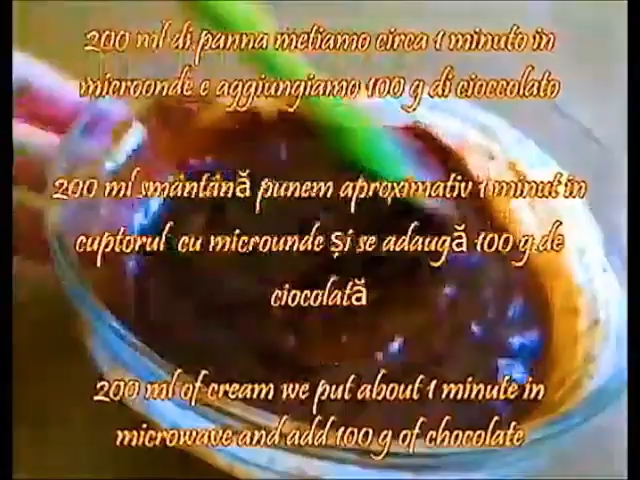 200 ml di panna metiamo circa 1 minuto in
microonde e aggiungiamo 100 g di cioccolato
200 ml smântână punem aproximativ 1 minut in
cuptorul cu microunde și se adaugă 100 g de
ciocolată
200 ml of cream we put about 1 minute in
microwave and add 100 g of chocolate